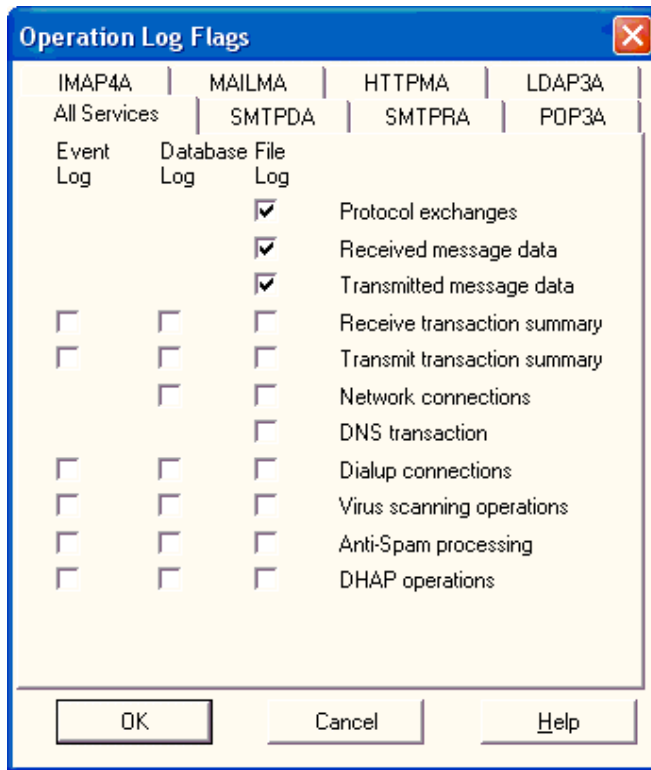 Operation Log Flags
IMAP4A MAILMA HTTPMA LDAP3A
All Services SMTPDA SMTPRA POP3A
Event Database File
Log Log Log
Protocol exchanges
Received message data
Transmitted message data
Receive transaction summary
Transmit transaction summary
Network connections
DNS transaction
Dialup connections
Virus scanning operations
Anti-Spam processing
DHAP operations
OK Cancel Help